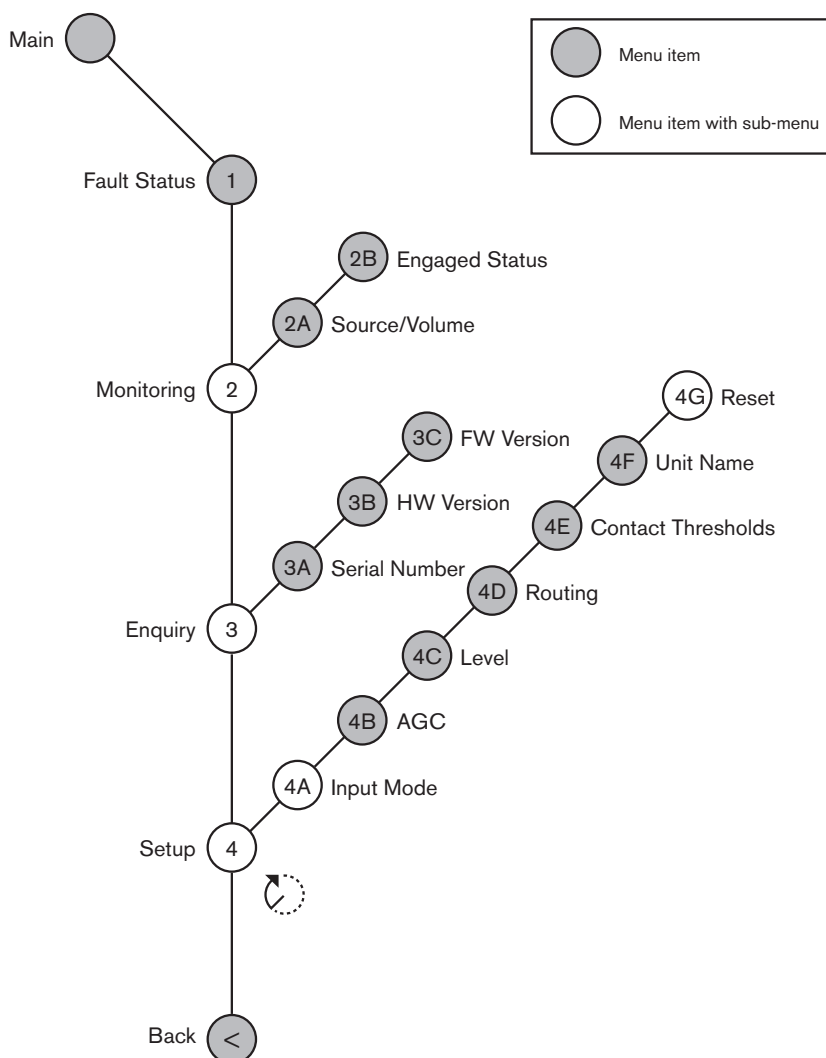 Main
Menu item
Menu item with sub-menu
Fault Status 1
2B Engaged Status
2A Source/Volume
Monitoring 2
4G Reset
3C FW Version
4F Unit Name
3B HW Version
4E Contact Thresholds
3A Serial Number
4D Routing
Enquiry 3
4C Level
4B AGC
4A Input Mode
Setup 4
Back <